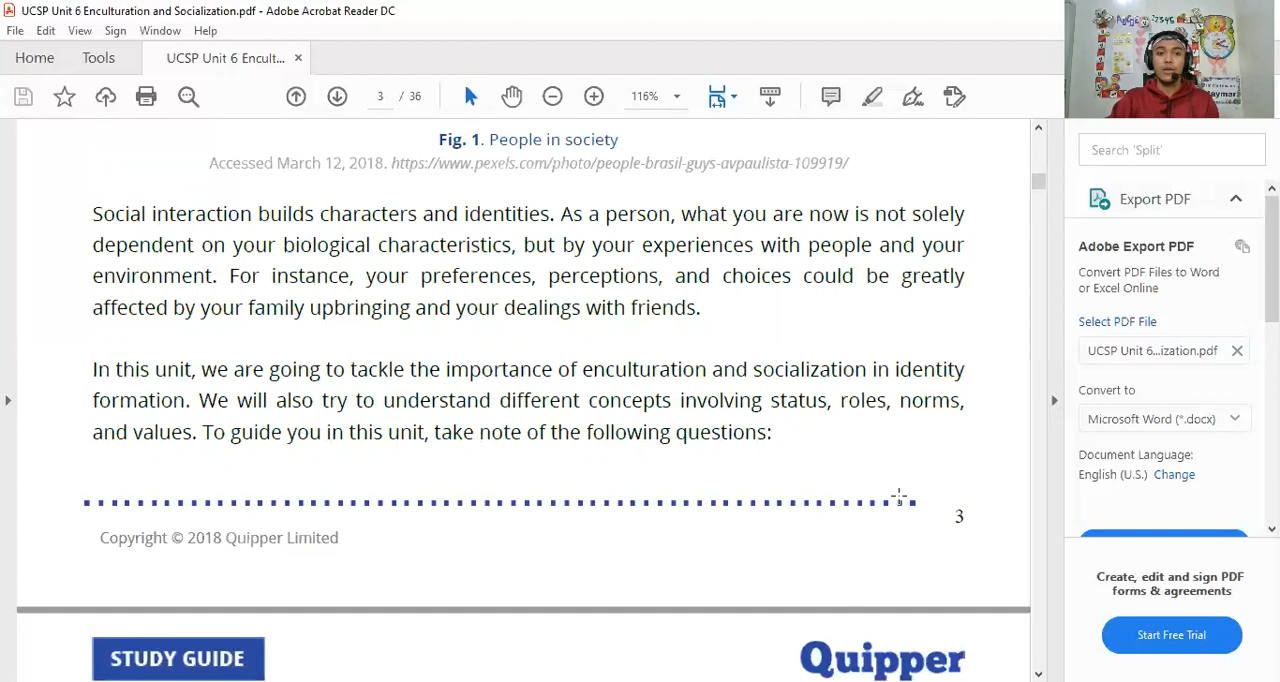 UCSP Unit 6 Enculturation and Socialization.pdf - Adobe Acrobat Reader DC
File Edit View Sign Window Help
Home Tools UCSP Unit 6 Encult... ×
3 / 36 116%
Fig. 1. People in society
Accessed March 12, 2018. https://www.pexels.com/photo/people-brasil-guys-avpaulista-109919/
Social interaction builds characters and identities. As a person, what you are now is not solely
dependent on your biological characteristics, but by your experiences with people and your
environment. For instance, your preferences, perceptions, and choices could be greatly
affected by your family upbringing and your dealings with friends.
In this unit, we are going to tackle the importance of enculturation and socialization in identity
formation. We will also try to understand different concepts involving status, roles, norms,
and values. To guide you in this unit, take note of the following questions:
3
Copyright © 2018 Quipper Limited
STUDY GUIDE
Quipper
Search 'Split'
Export PDF
Adobe Export PDF
Convert PDF Files to Word
or Excel Online
Select PDF File
UCSP Unit 6...ization.pdf
Convert to
Microsoft Word (*.docx)
Document Language:
English (U.S.) Change
Create, edit and sign PDF
forms & agreements
Start Free Trial